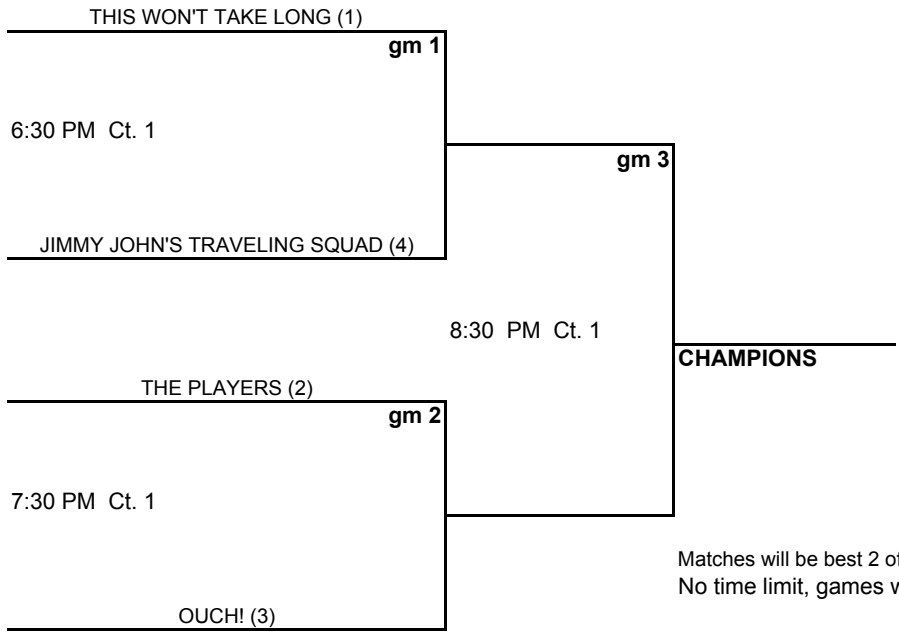 THIS WON'T TAKE LONG (1)
gm 1
6:30 PM Ct. 1
gm 3
JIMMY JOHN'S TRAVELING SQUAD (4)
8:30 PM Ct. 1
CHAMPIONS
THE PLAYERS (2)
gm 2
7:30 PM Ct. 1
Matches will be best 2 of
No time limit, games
OUCH! (3)